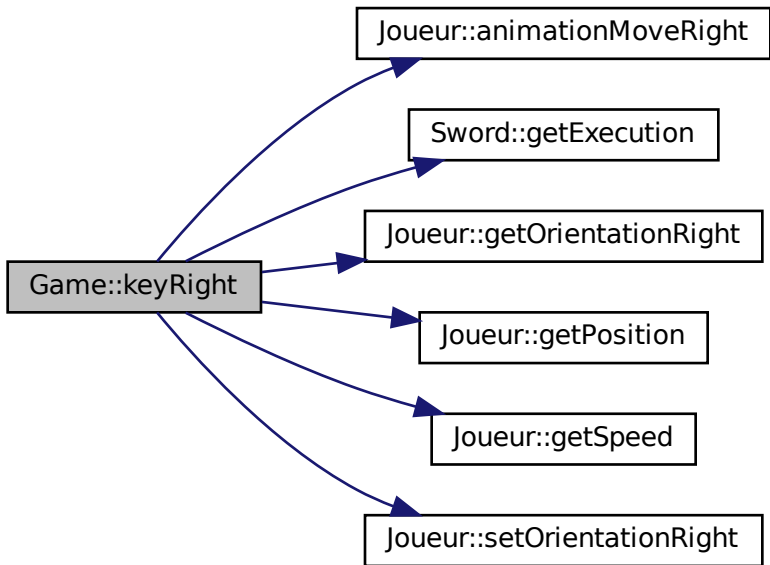 Joueur::animationMoveRight
Sword::getExecution
Joueur::getOrientationRight
Game::keyRight
Joueur::getPosition
Joueur::getSpeed
Joueur::setOrientationRight